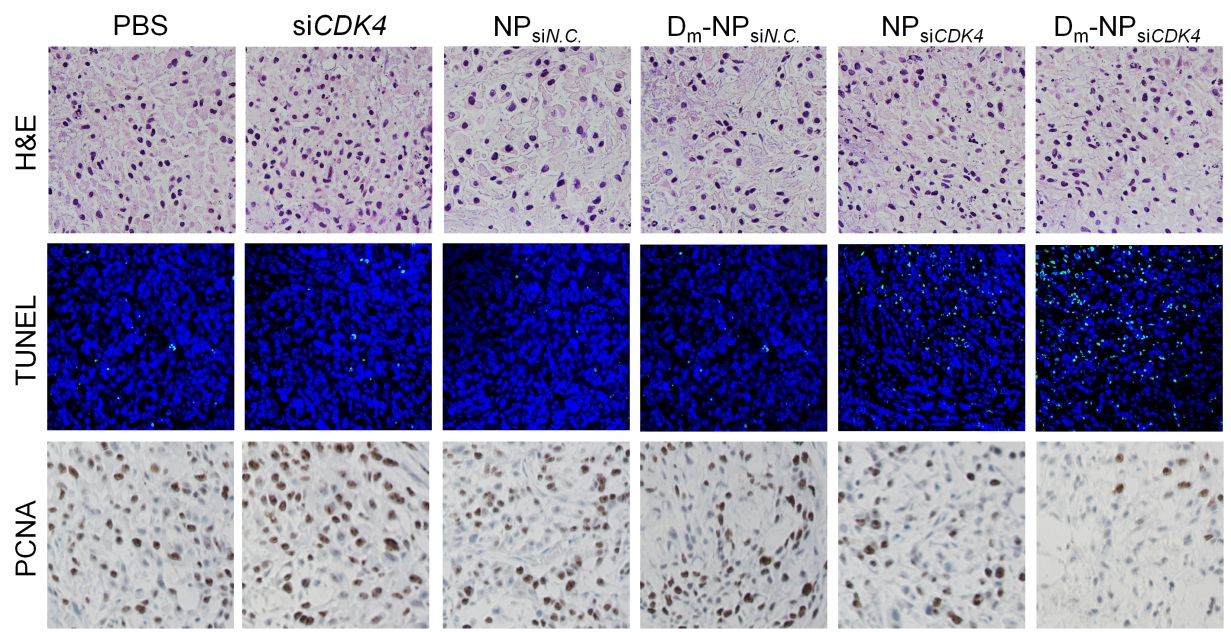 PBS siCDK4 NPsiN.C. Dm-NPsiN.C. NPsiCDK4 Dm-NPsiCDK4
H&E
TUNEL
PCNA